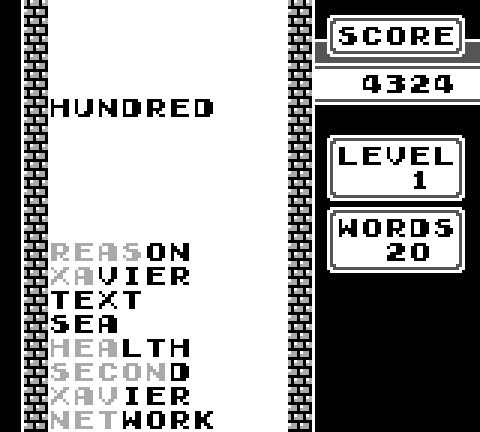 SCORE
4324
HUNDRED
LEVEL
1
WORDS
20
REASON
XAVIER
TEXT
SEA
HEALTH
SECOND
XAVIER
NETWORK